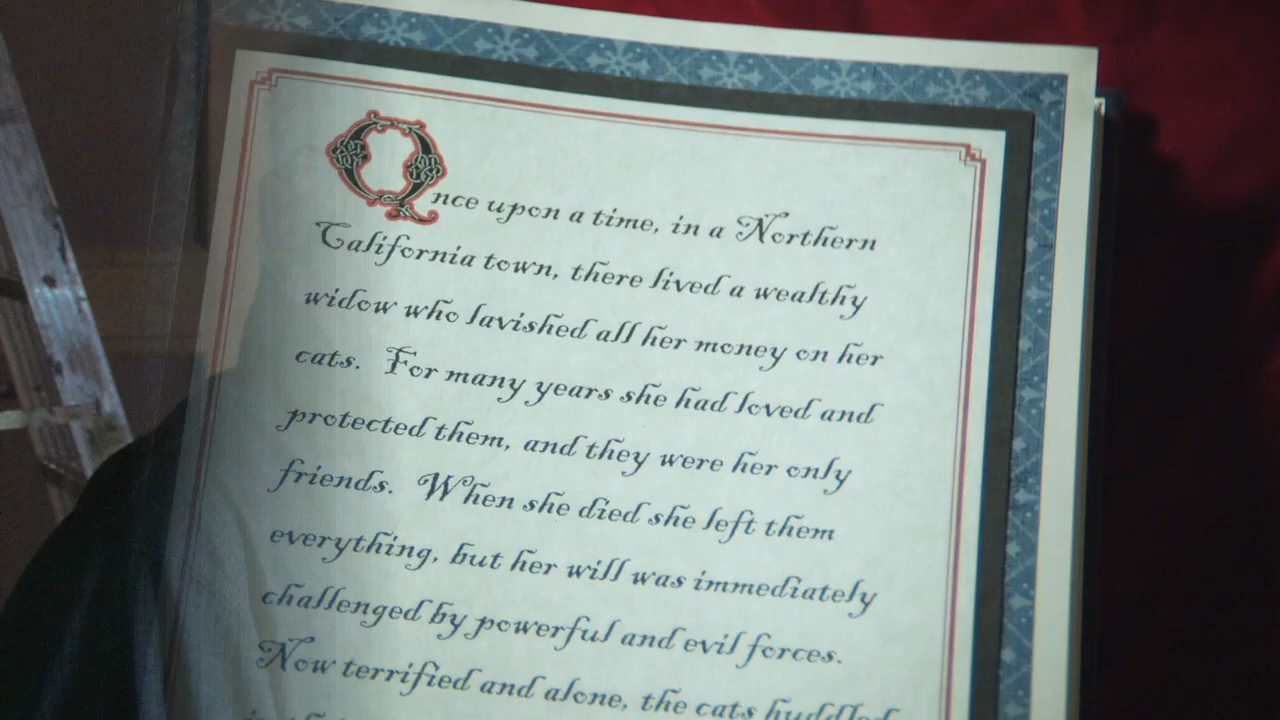 Once upon a time, in a Northern
California town, there lived a wealthy
widow who lavished all her money on her
cats. For many years she had loved and
protected them, and they were her only
friends. When she died she left them
everything, but her will was immediately
challenged by powerful and evil forces.
Now terrified and alone, the cats huddled